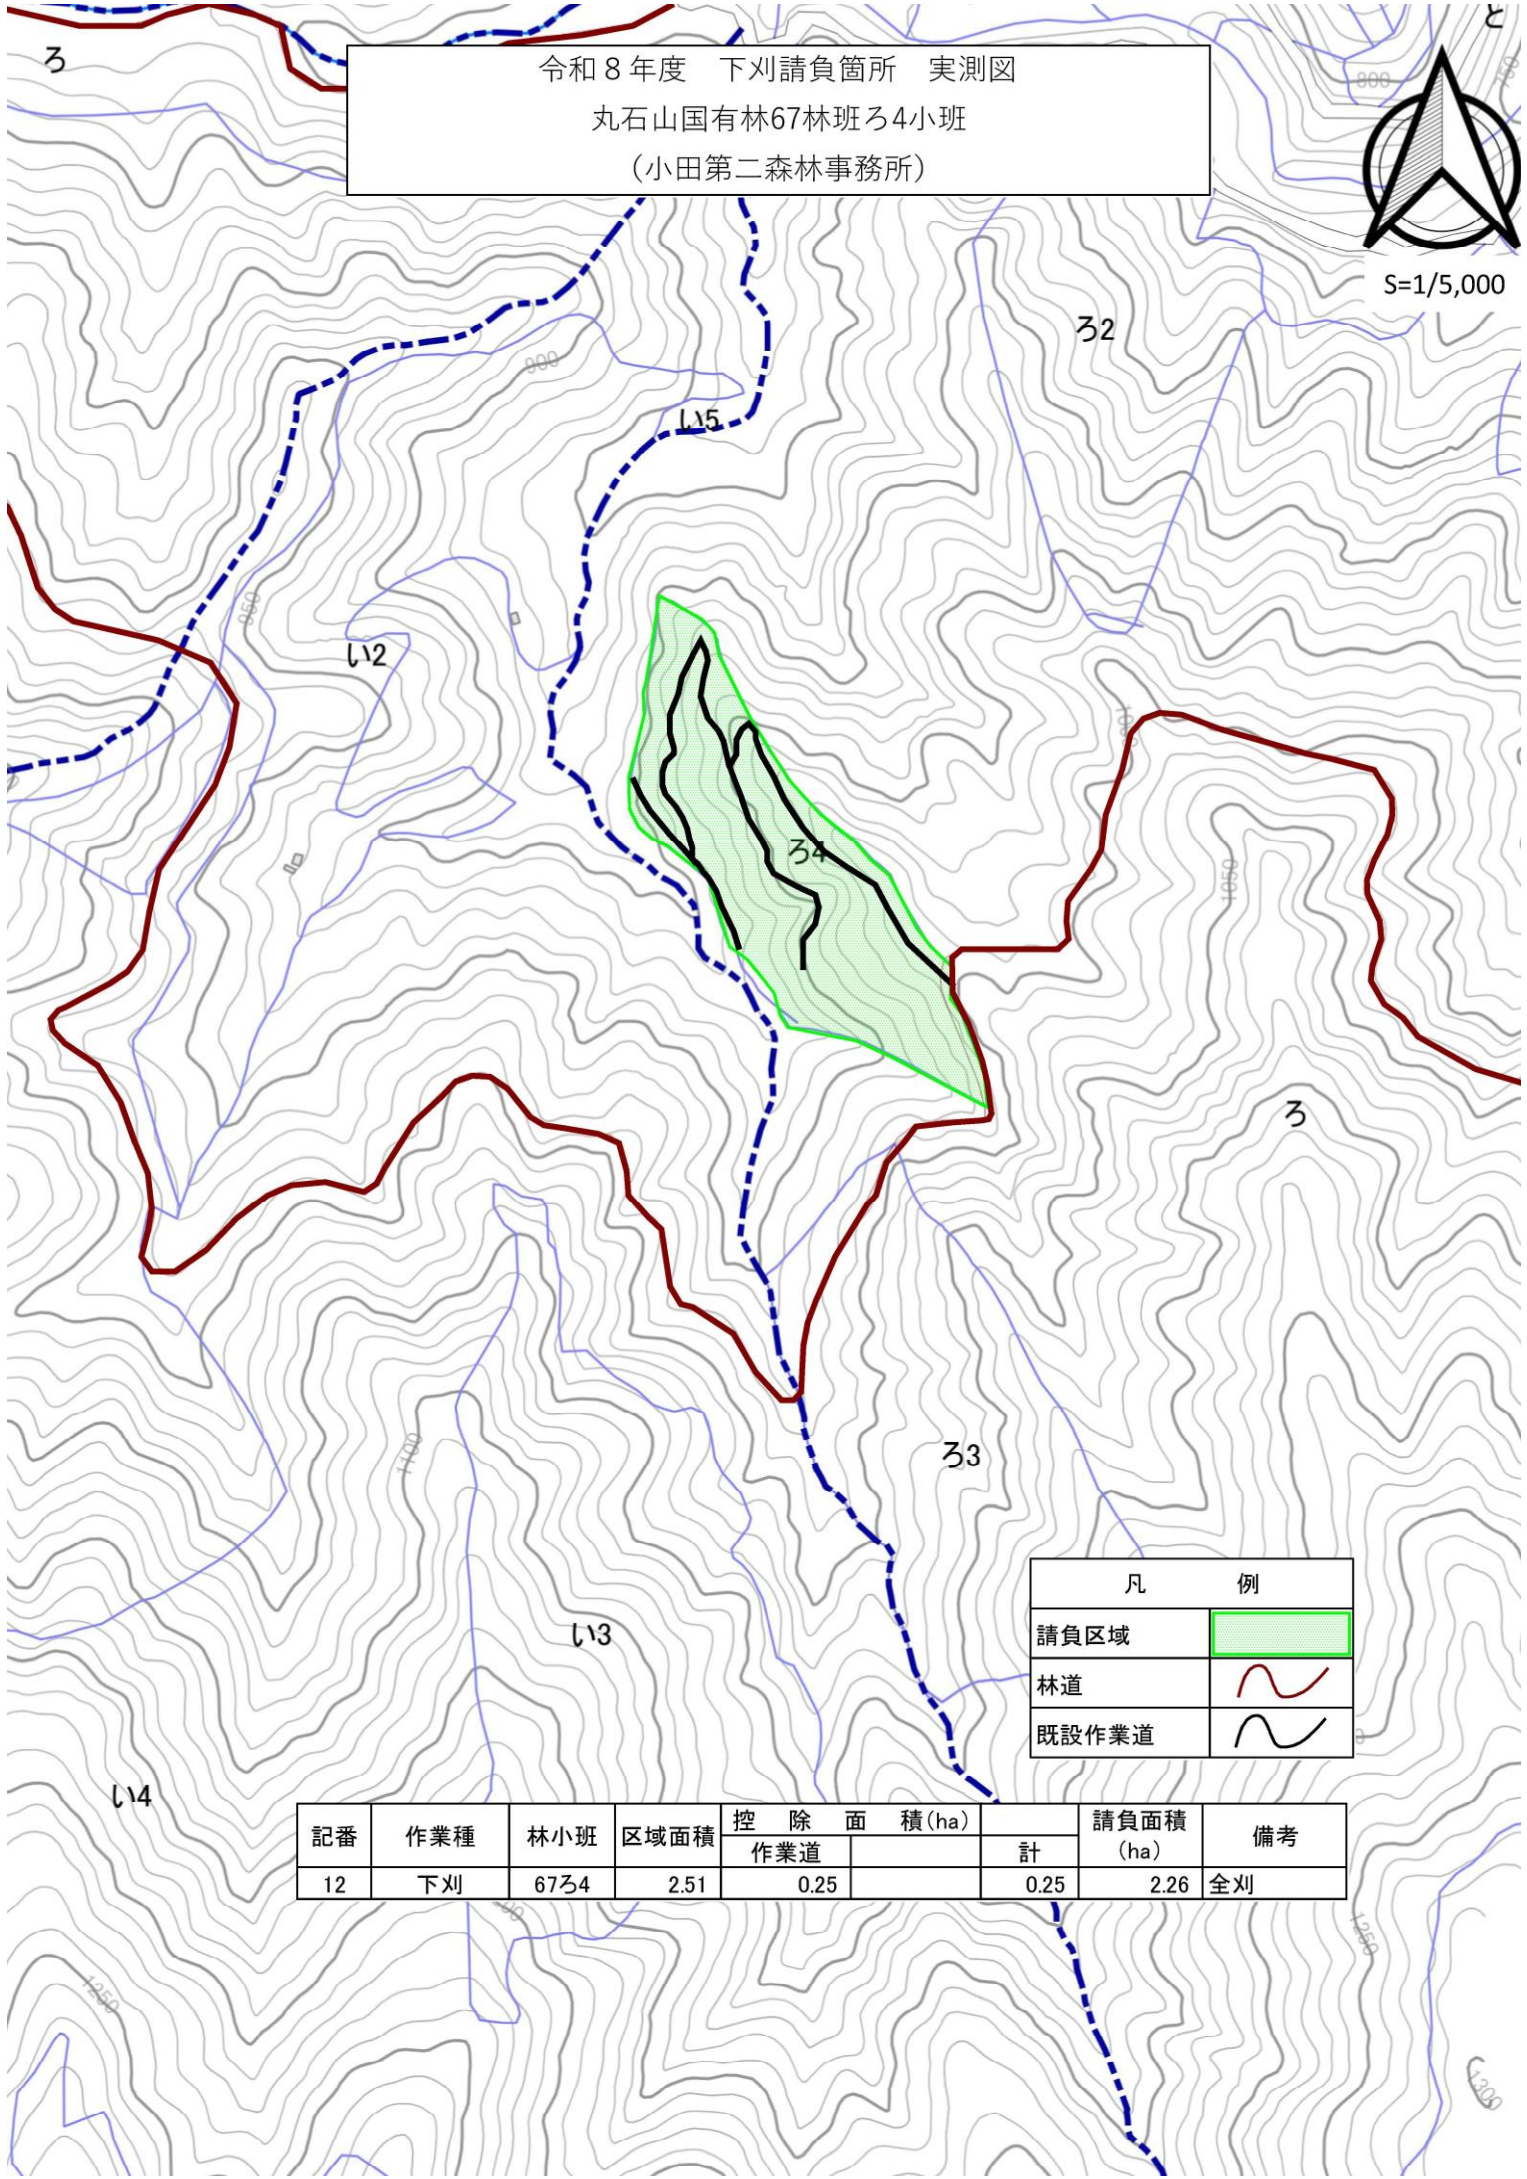 と
ろ
令和８年度　下刈請負箇所　実測図
丸石山国有林67林班ろ4小班
（小田第二森林事務所）
800
750
S=1/5,000
ろ2
900
い5
950
い2
ろ4
1050
ろ
1100
ろ3
い3
い4
凡　例
請負区域
林道
既設作業道
記番 作業種 林小班 区域面積 控　除　面　積(ha) 請負面積(ha) 備考
作業道 計
12 下刈 67ろ4 2.51 0.25 0.25 2.26 全刈
1250
1250
1300